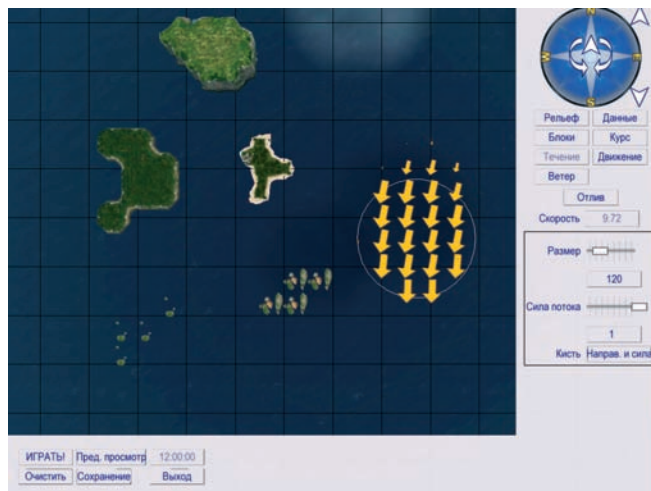 N
W
E
S
Рельеф Данные
Блоки Курс
Течение Движение
Ветер
Отлив
Скорость 9.72
Размер
120
Сила потока
1
Кисть Направ. и сила
ИГРАТЬ! Пред. просмотр 12:00:00
Очистить Сохранение Выход